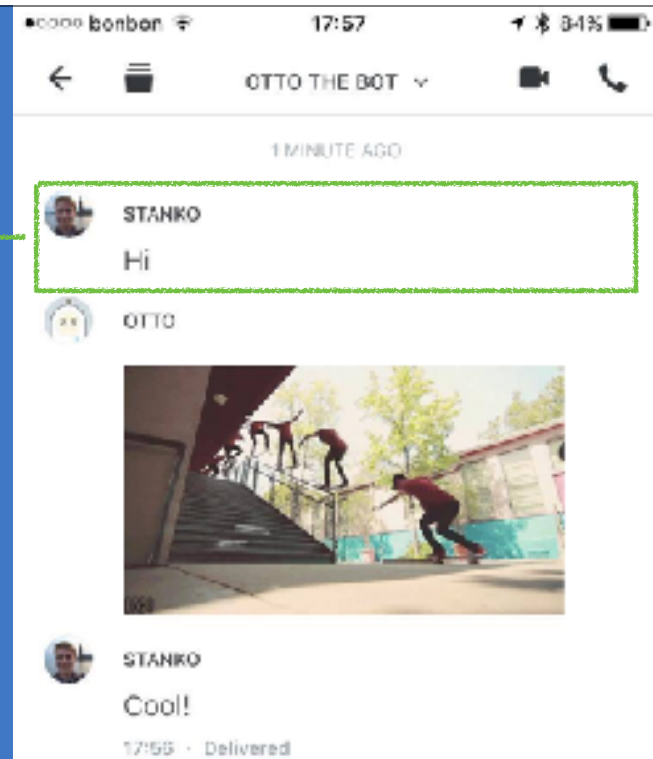 bonbon 17:57 84%
OTTO THE BOT
1 MINUTE AGO
STANKO
Hi
OTTO
STANKO
Cool!
17:56 · Delivered